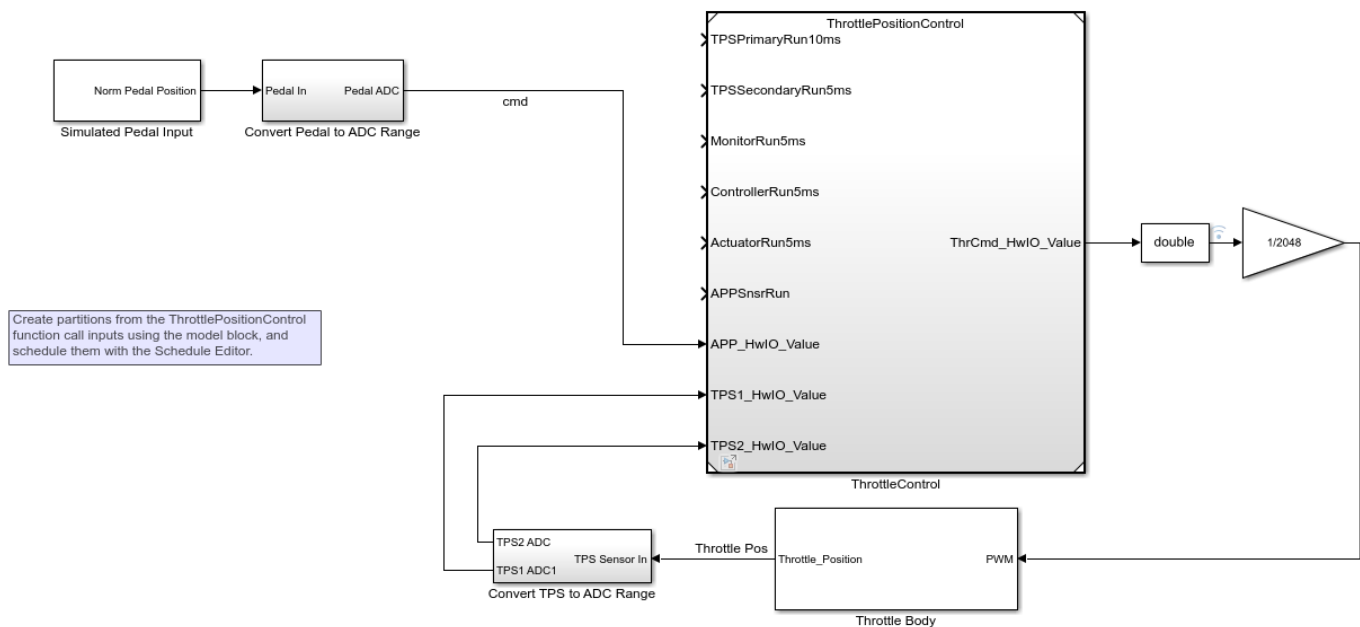 ThrottlePositionControl
TPSPrimaryRun10ms
Norm Pedal Position
Pedal In
Pedal ADC
TPSSecondaryRun5ms
cmd
Simulated Pedal Input
Convert Pedal to ADC Range
MonitorRun5ms
ControllerRun5ms
ActuatorRun5ms
ThrCmd_HwIO_Value
double
1/2048
APPSnsrRun
Create partitions from the ThrottlePositionControl
function call inputs using the model block, and
schedule them with the Schedule Editor.
APP_HwIO_Value
TPS1_HwIO_Value
TPS2_HwIO_Value
ThrottleControl
TPS2 ADC
TPS Sensor In
TPS1 ADC1
Convert TPS to ADC Range
Throttle Pos
Throttle_Position
PWM
Throttle Body